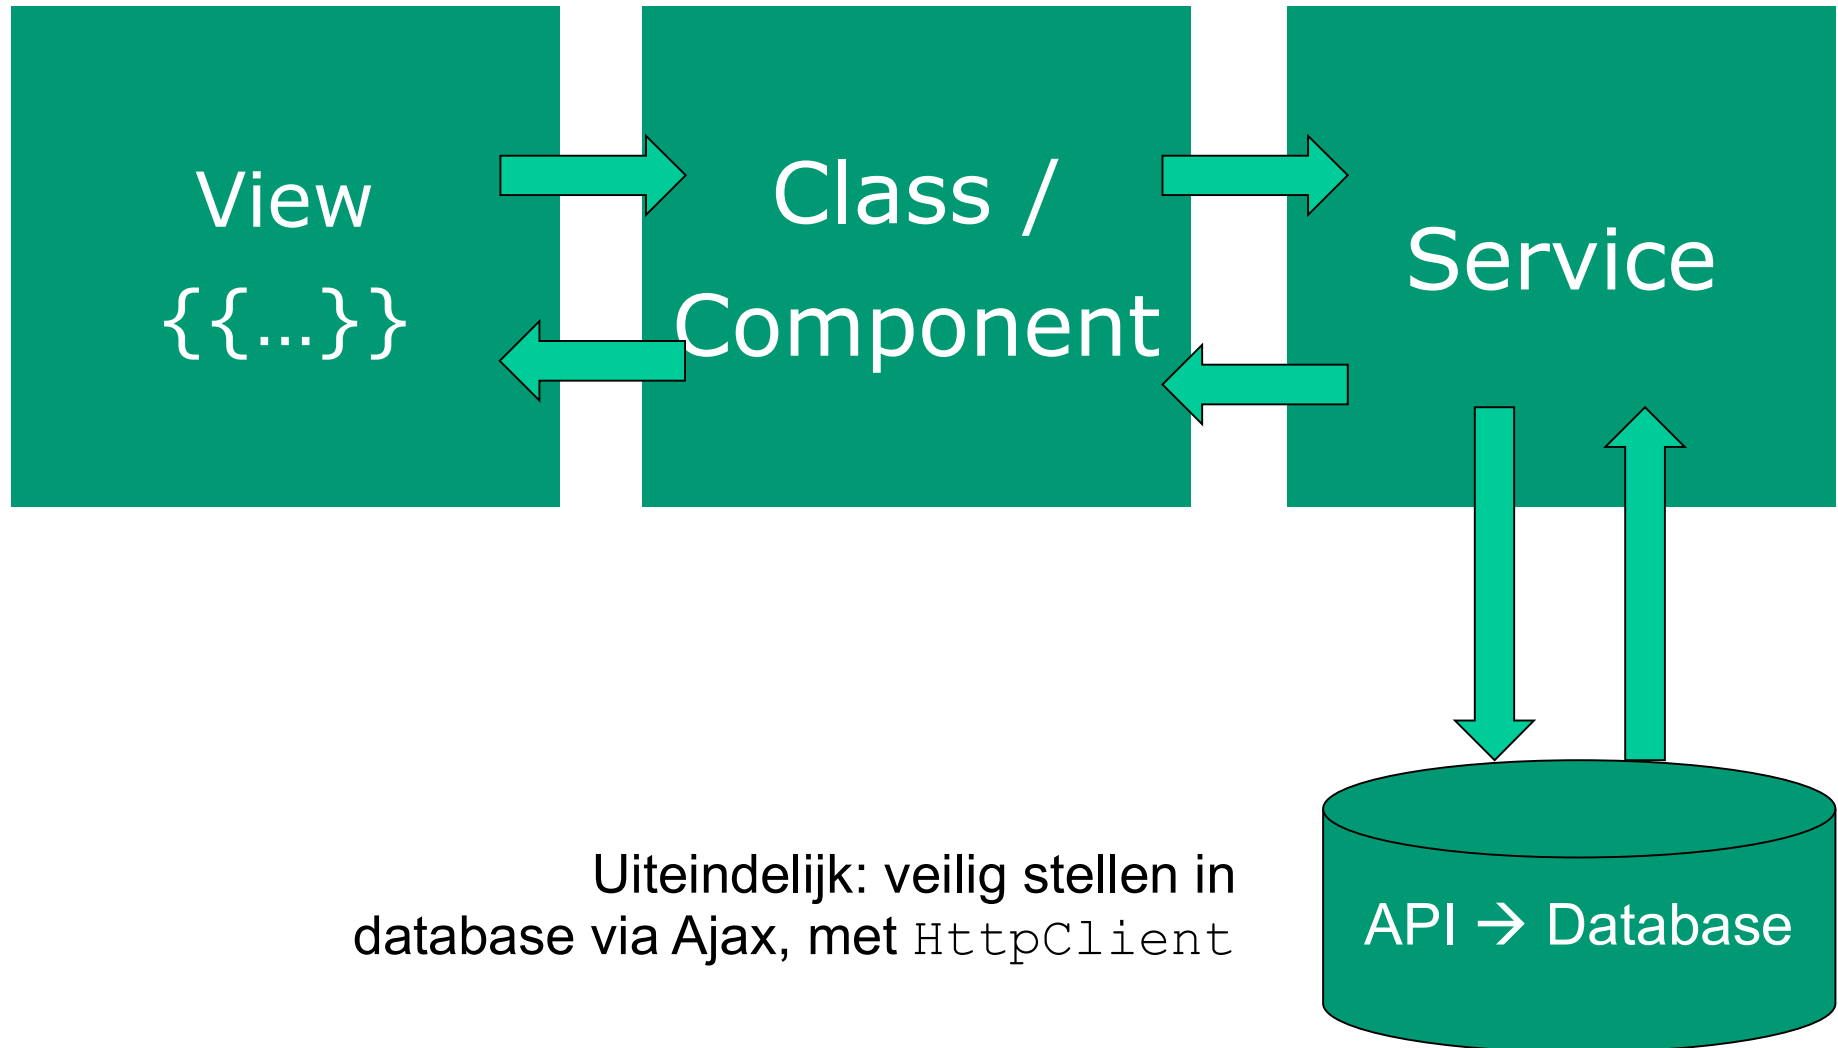 View
{{…}}
Class /
Component
Service
Uiteindelijk: veilig stellen in
database via Ajax, met HttpClient
API → Database